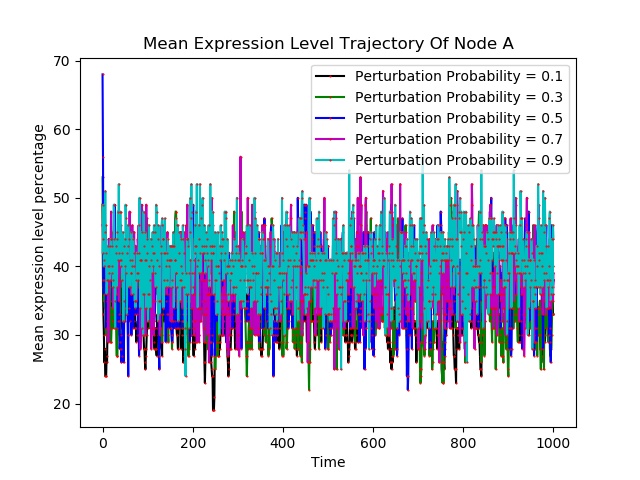 Mean Expression Level Trajectory Of Node A
Perturbation Probability = 0.1
Perturbation Probability = 0.3
Perturbation Probability = 0.5
Perturbation Probability = 0.7
Perturbation Probability = 0.9
Mean expression level percentage
70
60
50
40
30
20
0 200 400 600 800 1000
Time